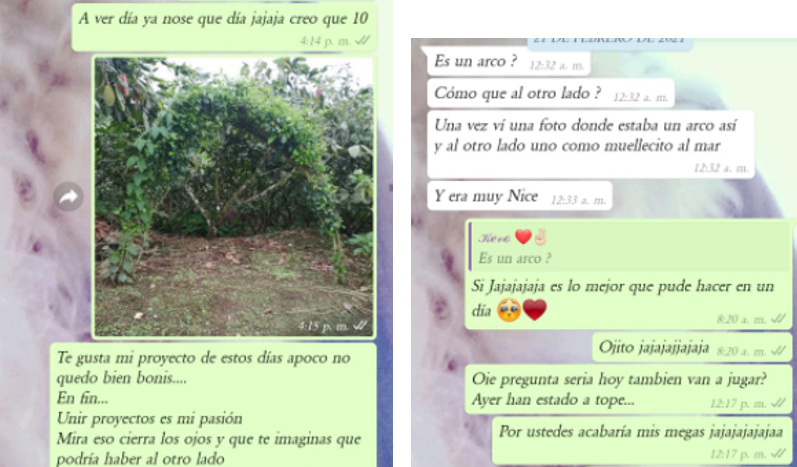 A ver día ya nose que día jajaja creo que 10
4:14 p. m.
4:15 p. m.
Te gusta mi proyecto de estos días apoco no
quedo bien bonis....
En fin...
Unir proyectos es mi pasión
Mira eso cierra los ojos y que te imaginas que
podría haber al otro lado
21 DE FEBRERO DE 2021
Es un arco ? 12:32 a. m.
Cómo que al otro lado ? 12:32 a. m.
Una vez ví una foto donde estaba un arco así
y al otro lado uno como muellecito al mar
12:32 a. m.
Y era muy Nice 12:33 a. m.
Es un arco ?
Si Jajajajaja es lo mejor que pude hacer en un
día 🥺♥️
8:20 a. m.
Ojito jajajajjajaja 8:20 a. m.
Oie pregunta seria hoy tambien van a jugar?
Ayer han estado a tope... 12:17 p. m.
Por ustedes acabaría mis megas jajajajajajaa
12:17 p. m.